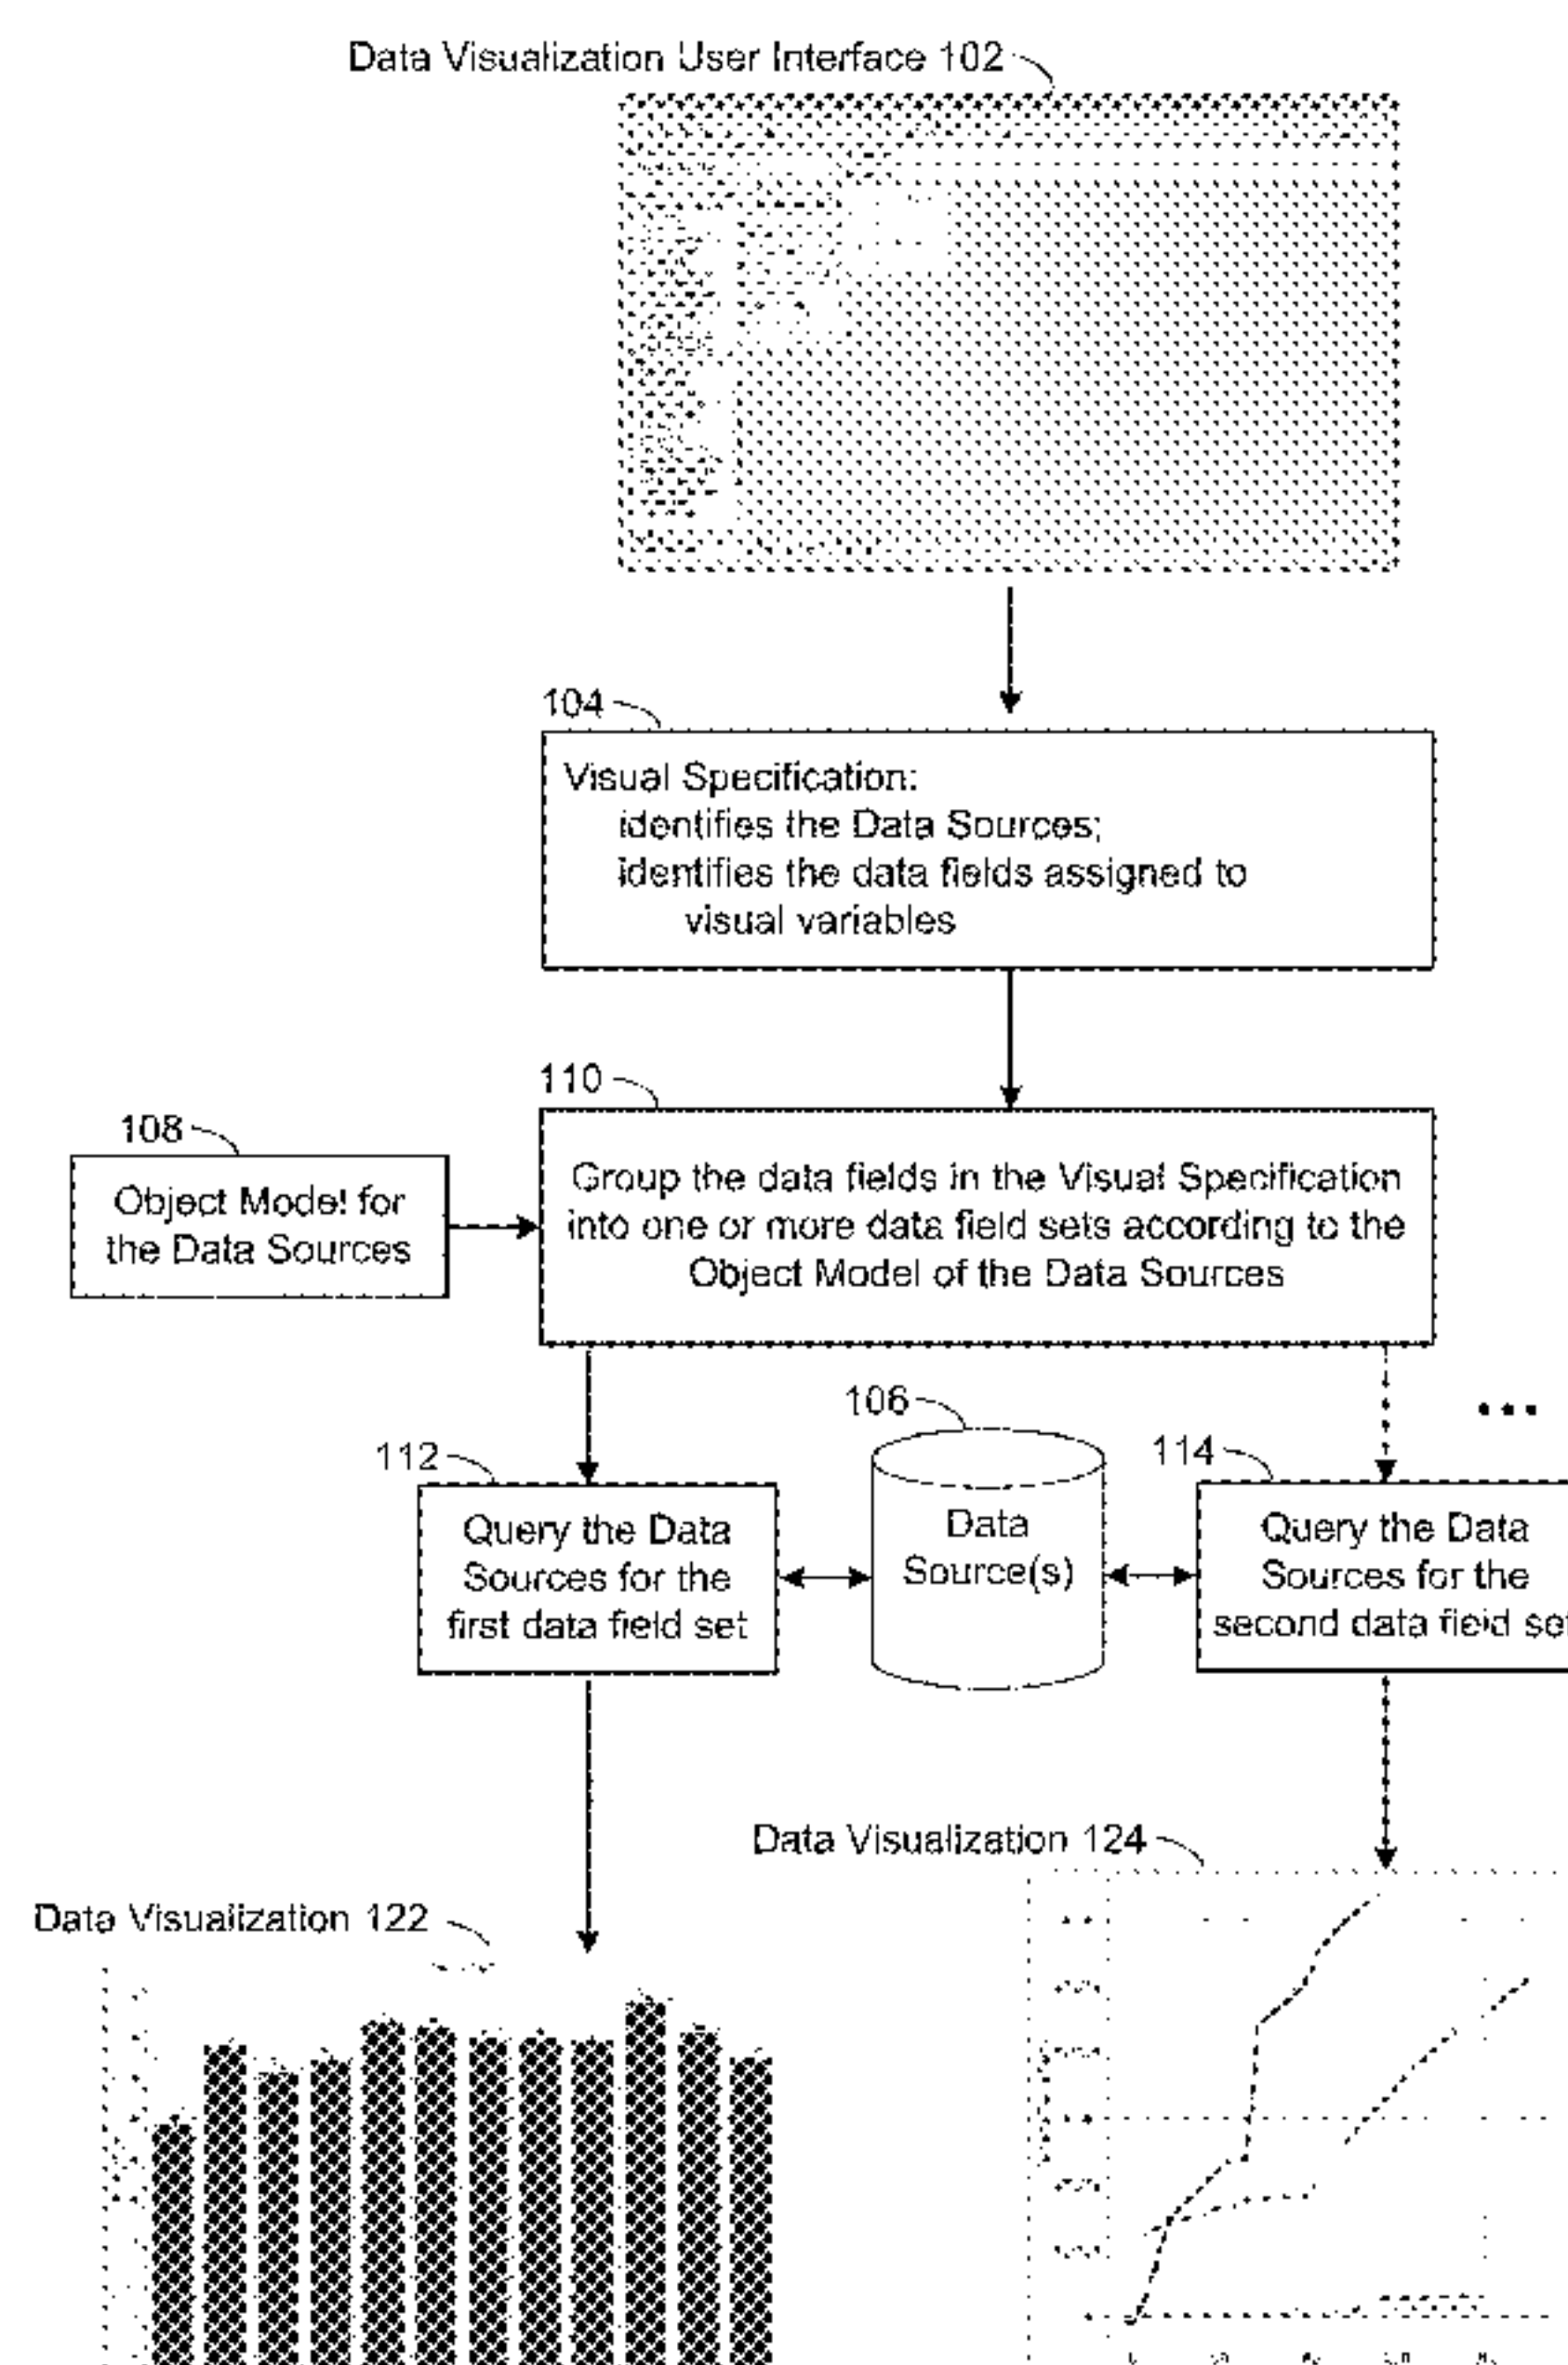 Data Visualization User Interface 102
104
Visual Specification:
identifies the Data Sources;
identifies the data fields assigned to
visual variables
110
108
Object Model for
the Data Sources
Group the data fields in the Visual Specification
into one or more data field sets according to the
Object Model of the Data Sources
106
112
114
...
Query the Data
Sources for the
first data field set
Data
Source(s)
Query the Data
Sources for the
second data field set
Data Visualization 124
Data Visualization 122